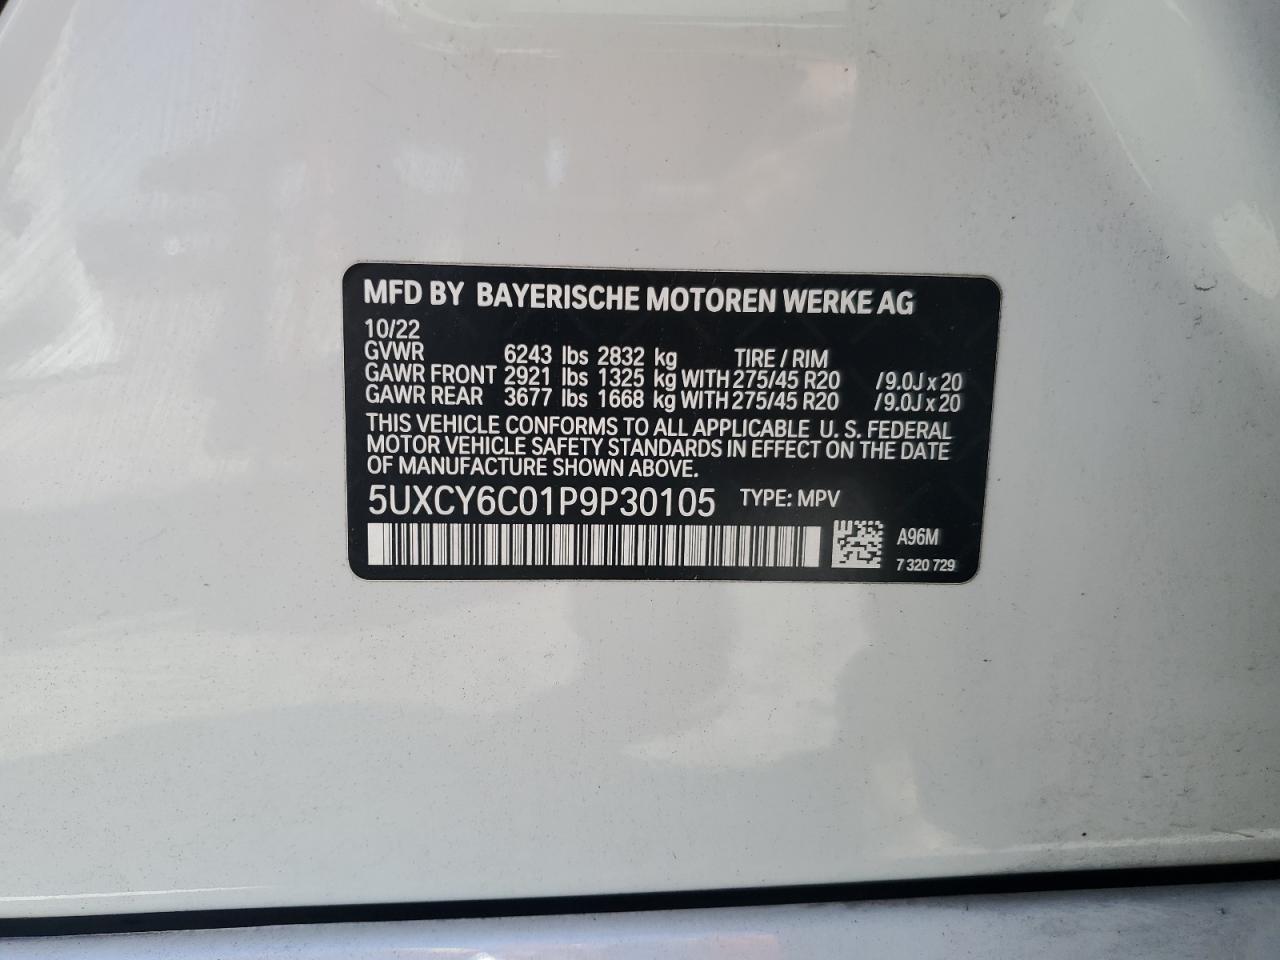 MFD BY BAYERISCHE MOTOREN WERKE AG
10/22
GVWR 6243 lbs 2832 kg TIRE / RIM
GAWR FRONT 2921 lbs 1325 kg WITH 275/45 R20 /9.0J x 20
GAWR REAR 3677 lbs 1668 kg WITH 275/45 R20 /9.0J x 20
THIS VEHICLE CONFORMS TO ALL APPLICABLE U. S. FEDERAL
MOTOR VEHICLE SAFETY STANDARDS IN EFFECT ON THE DATE
OF MANUFACTURE SHOWN ABOVE.
5UXCY6C01P9P30105 TYPE: MPV
A96M
7 320 729